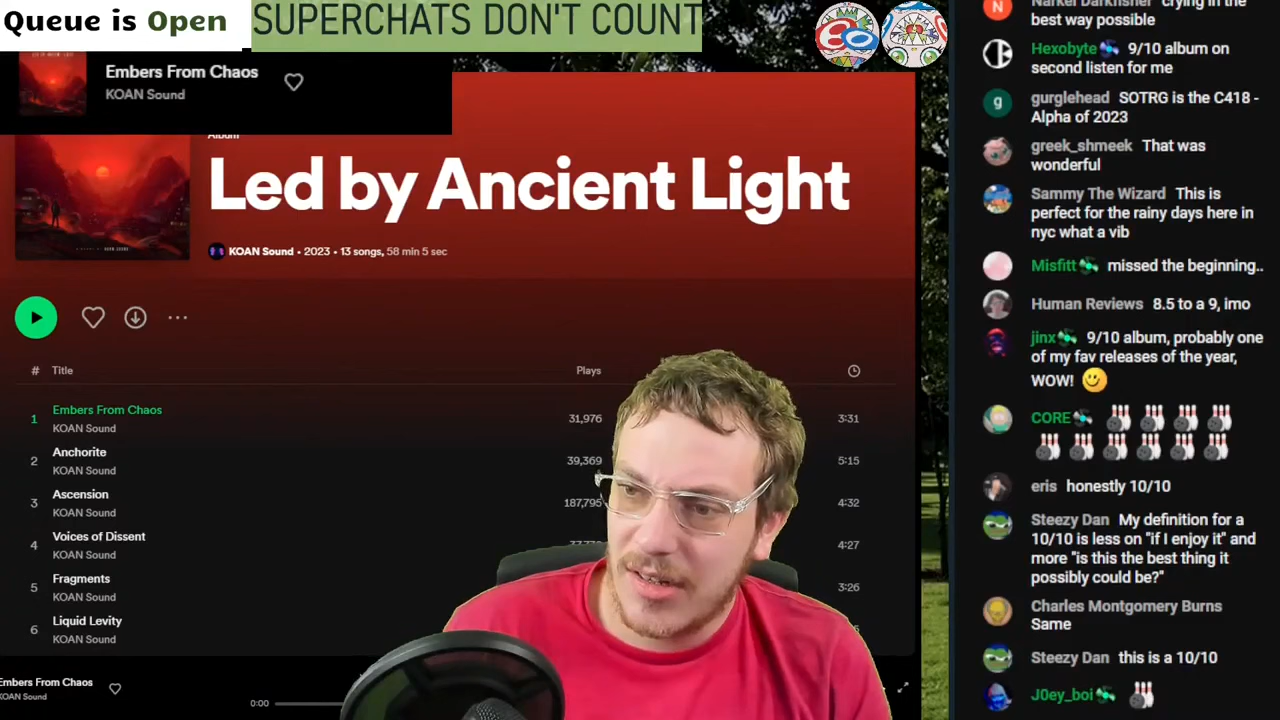 Queue is Open
SUPERCHATS DON'T COUNT
Embers From Chaos
KOAN Sound
Album
Led by Ancient Light
KOAN Sound • 2023 • 13 songs, 58 min 5 sec
# Title Plays
1 Embers From Chaos 31,976 3:31
KOAN Sound
2 Anchorite 39,369 5:15
KOAN Sound
3 Ascension 187,795 4:32
KOAN Sound
4 Voices of Dissent 4:27
KOAN Sound
5 Fragments 3:26
KOAN Sound
6 Liquid Levity
KOAN Sound
Embers From Chaos
KOAN Sound
0:00
crying in the
best way possible
Hexobyte 9/10 album on
second listen for me
g gurglehead SOTRG is the C418 -
Alpha of 2023
greek_shmeek That was
wonderful
Sammy The Wizard This is
perfect for the rainy days here in
nyc what a vib
Misfitt missed the beginning..
Human Reviews 8.5 to a 9, imo
jinx 9/10 album, probably one
of my fav releases of the year,
WOW!
CORE
eris honestly 10/10
Steezy Dan My definition for a
10/10 is less on "if I enjoy it" and
more "is this the best thing it
possibly could be?"
Charles Montgomery Burns
Same
Steezy Dan this is a 10/10
J0ey_boi